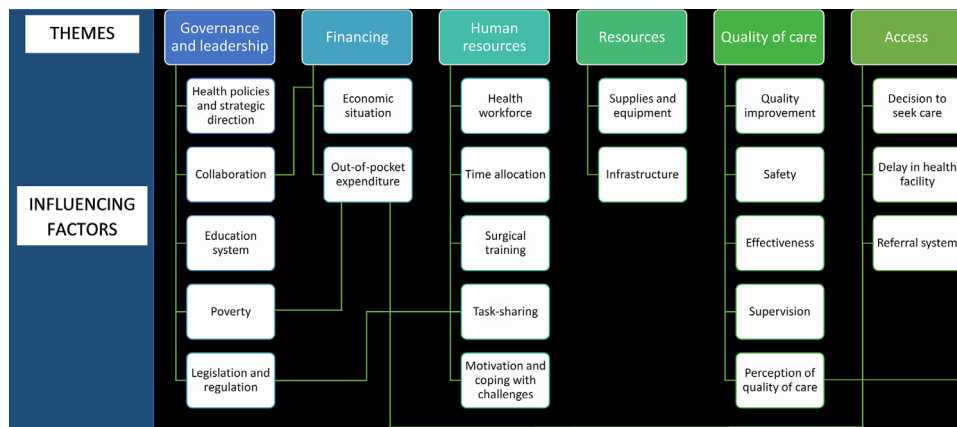 THEMES
Governance
and leadership
Financing
Human
resources
Resources
Quality of care
Access
INFLUENCING
FACTORS
Health policies
and strategic
direction
Collaboration
Education
system
Poverty
Legislation and
regulation
Economic
situation
Out-of-pocket
expenditure
Health
workforce
Time allocation
Surgical
training
Task-sharing
Motivation and
coping with
challenges
Supplies and
equipment
Infrastructure
Quality
improvement
Safety
Effectiveness
Supervision
Perception of
quality of care
Decision to
seek care
Delay in health
facility
Referral system